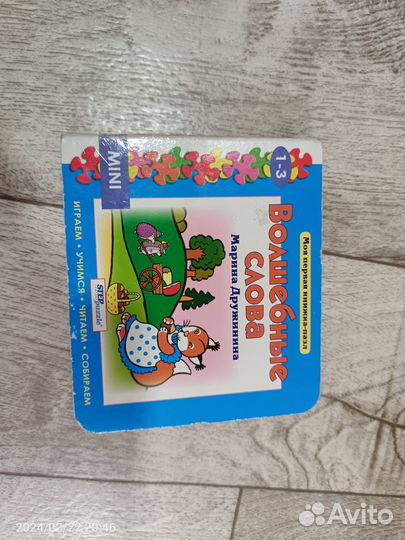 Моя первая книжка-пазл
1-3
Волшебные
слова
Марина Дружинина
MINI
STEP
puzzle
ИГРАЕМ • УЧИМСЯ • ЧИТАЕМ • СОБИРАЕМ
2024/02/22 20:46
Avito